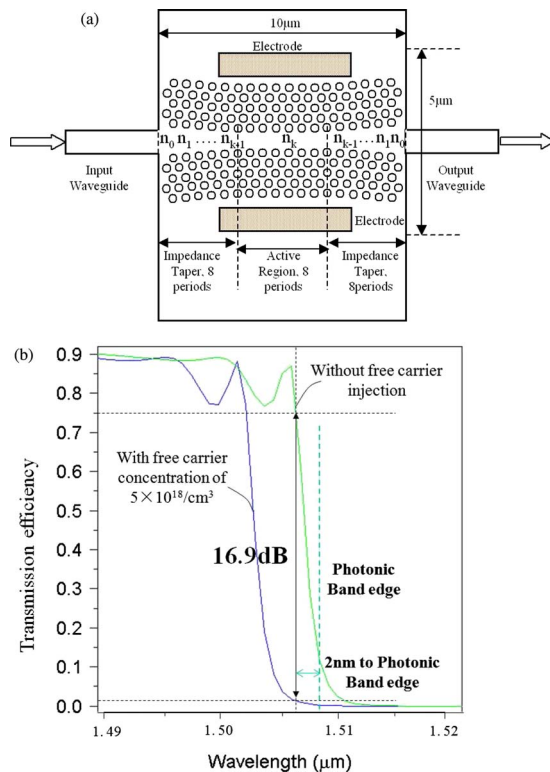 (a)
10μm
Electrode
5μm
n0 n1 ····· nk-1 nk nk-1 ····· n1 n0
Input
Waveguide
Output
Waveguide
Electrode
Impedance
Taper, 8
periods
Active
Region, 8
periods
Impedance
Taper,
8periods
(b)
0.9
0.8
0.7
0.6
0.5
0.4
0.3
0.2
0.1
0.0
Transmission efficiency
Without free carrier
injection
With free carrier
concentration of
5×10¹⁸/cm³
16.9dB
Photonic
Band edge
2nm to Photonic
Band edge
1.49
1.50
1.51
1.52
Wavelength (μm)